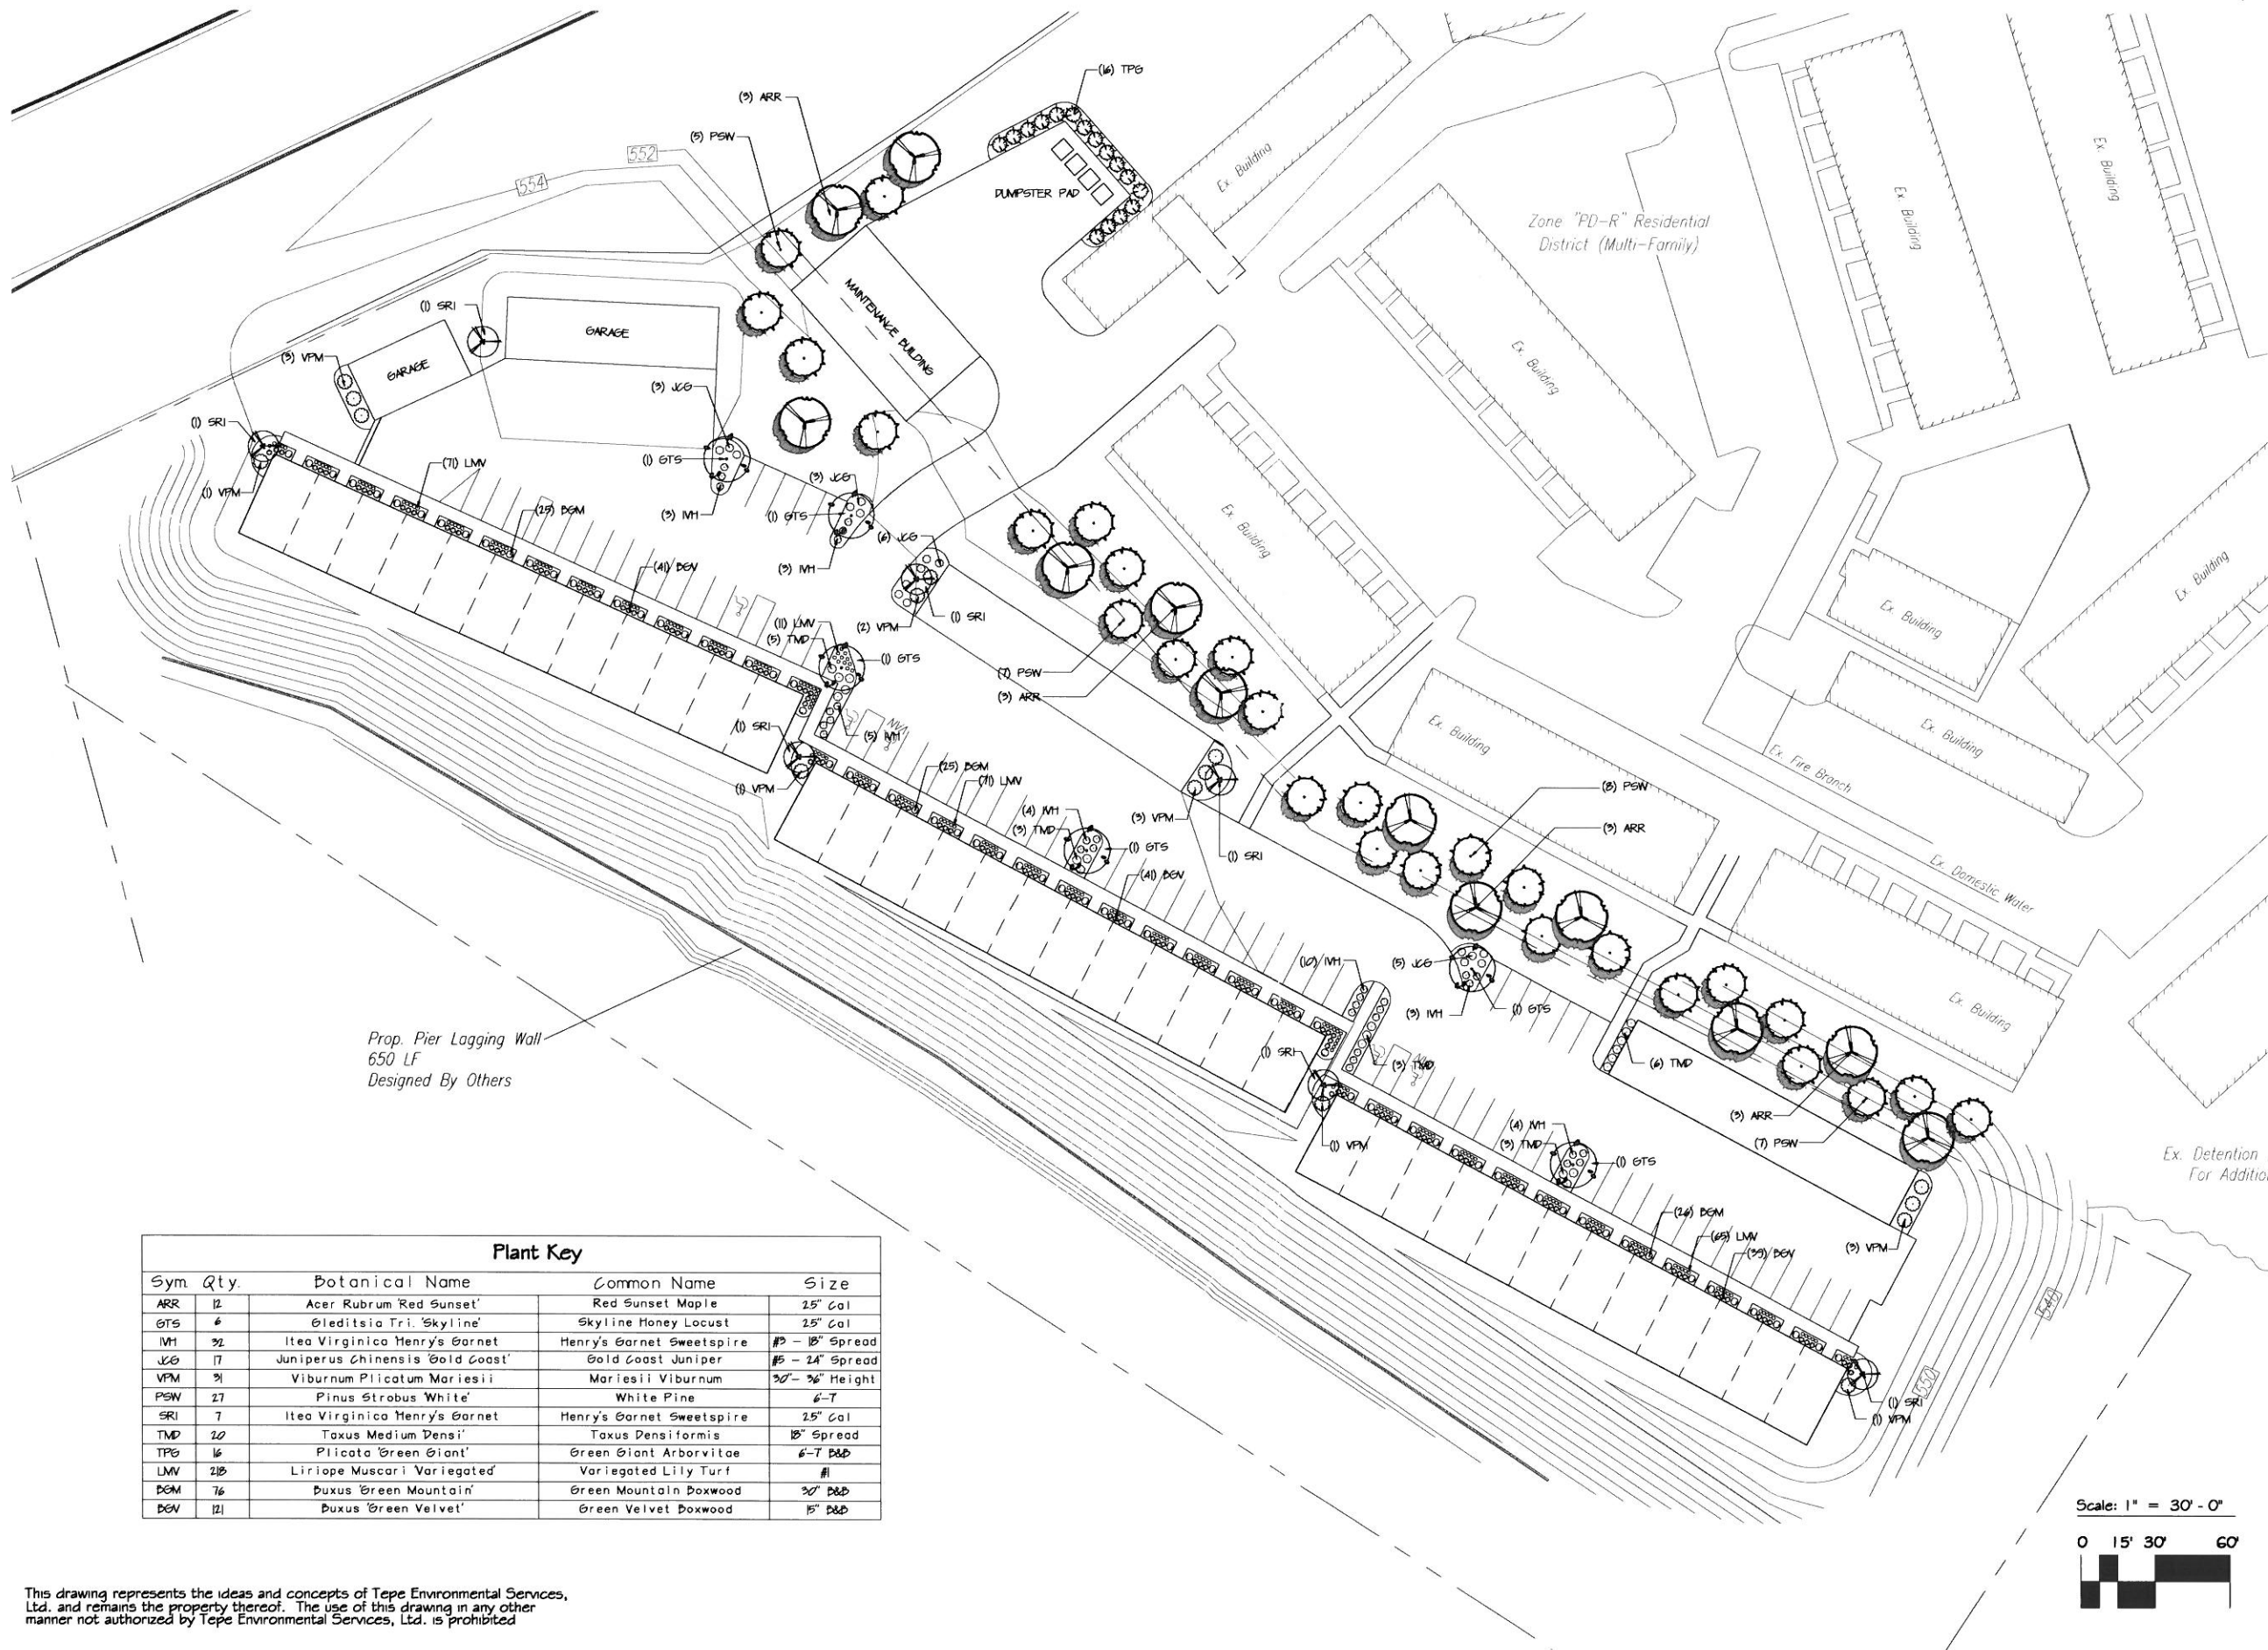 (16) TPG
(3) ARR
(5) PSW
552
554
DUMPSTER PAD
Ex. Building
Zone "PD-R" Residential
District (Multi-Family)
Ex. Building
Ex. Building
Ex. Building
MAINTENANCE BUILDING
(1) SRI
GARAGE
GARAGE
(3) VPM
(3) JCG
(1) SRI
(1) GTS
(71) LMV
(3) JCG
(1) VPM
(25) BGM
(3) IVH
(1) GTS
(6) JCG
Ex. Building
(41) BGV
(3) IVH
Ex. Building
Ex. Building
(11) LMV
(5) TMD
(2) VPM
(1) SRI
(1) GTS
(7) PSW
(3) ARR
(1) SRI
(5) IVH
Ex. Building
Ex. Building
Ex. Fire Branch
(25) BGM
(71) LMV
(1) VPM
(8) PSW
(4) IVH
(3) TMD
(3) VPM
(3) ARR
(1) GTS
(1) SRI
(41) BGV
Ex. Domestic Water
(10) IVH
(5) JCG
(3) IVH
(1) GTS
Ex. Building
Prop. Pier Lagging Wall
650 LF
Designed By Others
(1) SRI
(3) TMD
(6) TMD
(3) ARR
(7) PSW
(4) IVH
(3) TMD
(1) VPM
(1) GTS
Ex. Detention
For Additio
(26) BGM
(65) LMV
(39) BGV
(3) VPM
546
550
(1) SRI
(1) VPM
Plant Key
Sym. Qty. Botanical Name Common Name Size
ARR 12 Acer Rubrum 'Red Sunset' Red Sunset Maple 2.5" Cal
GTS 6 Gleditsia Tri. 'Skyline' Skyline Honey Locust 2.5" Cal
IVH 32 Itea Virginica 'Henry's Garnet Henry's Garnet Sweetspire #3 - 18" Spread
JCG 17 Juniperus Chinensis 'Gold Coast' Gold Coast Juniper #5 - 24" Spread
VPM 31 Viburnum Plicatum Mariesii Mariesii Viburnum 30"- 36" Height
PSW 27 Pinus Strobus 'White' White Pine 6'-7'
SRI 7 Itea Virginica 'Henry's Garnet Henry's Garnet Sweetspire 2.5" Cal
TMD 20 Taxus Medium 'Densi' Taxus Densiformis 18" Spread
TPG 16 Plicata 'Green Giant' Green Giant Arborvitae 6'-7' B&B
LMV 218 Liriope Muscari 'Variegated' Variegated Lily Turf #1
BGM 76 Buxus 'Green Mountain' Green Mountain Boxwood 30" B&B
BGV 121 Buxus 'Green Velvet' Green Velvet Boxwood 15" B&B
Scale: 1" = 30'-0"
0 15' 30' 60'
This drawing represents the ideas and concepts of Tepe Environmental Services,
Ltd. and remains the property thereof. The use of this drawing in any other
manner not authorized by Tepe Environmental Services, Ltd. is prohibited